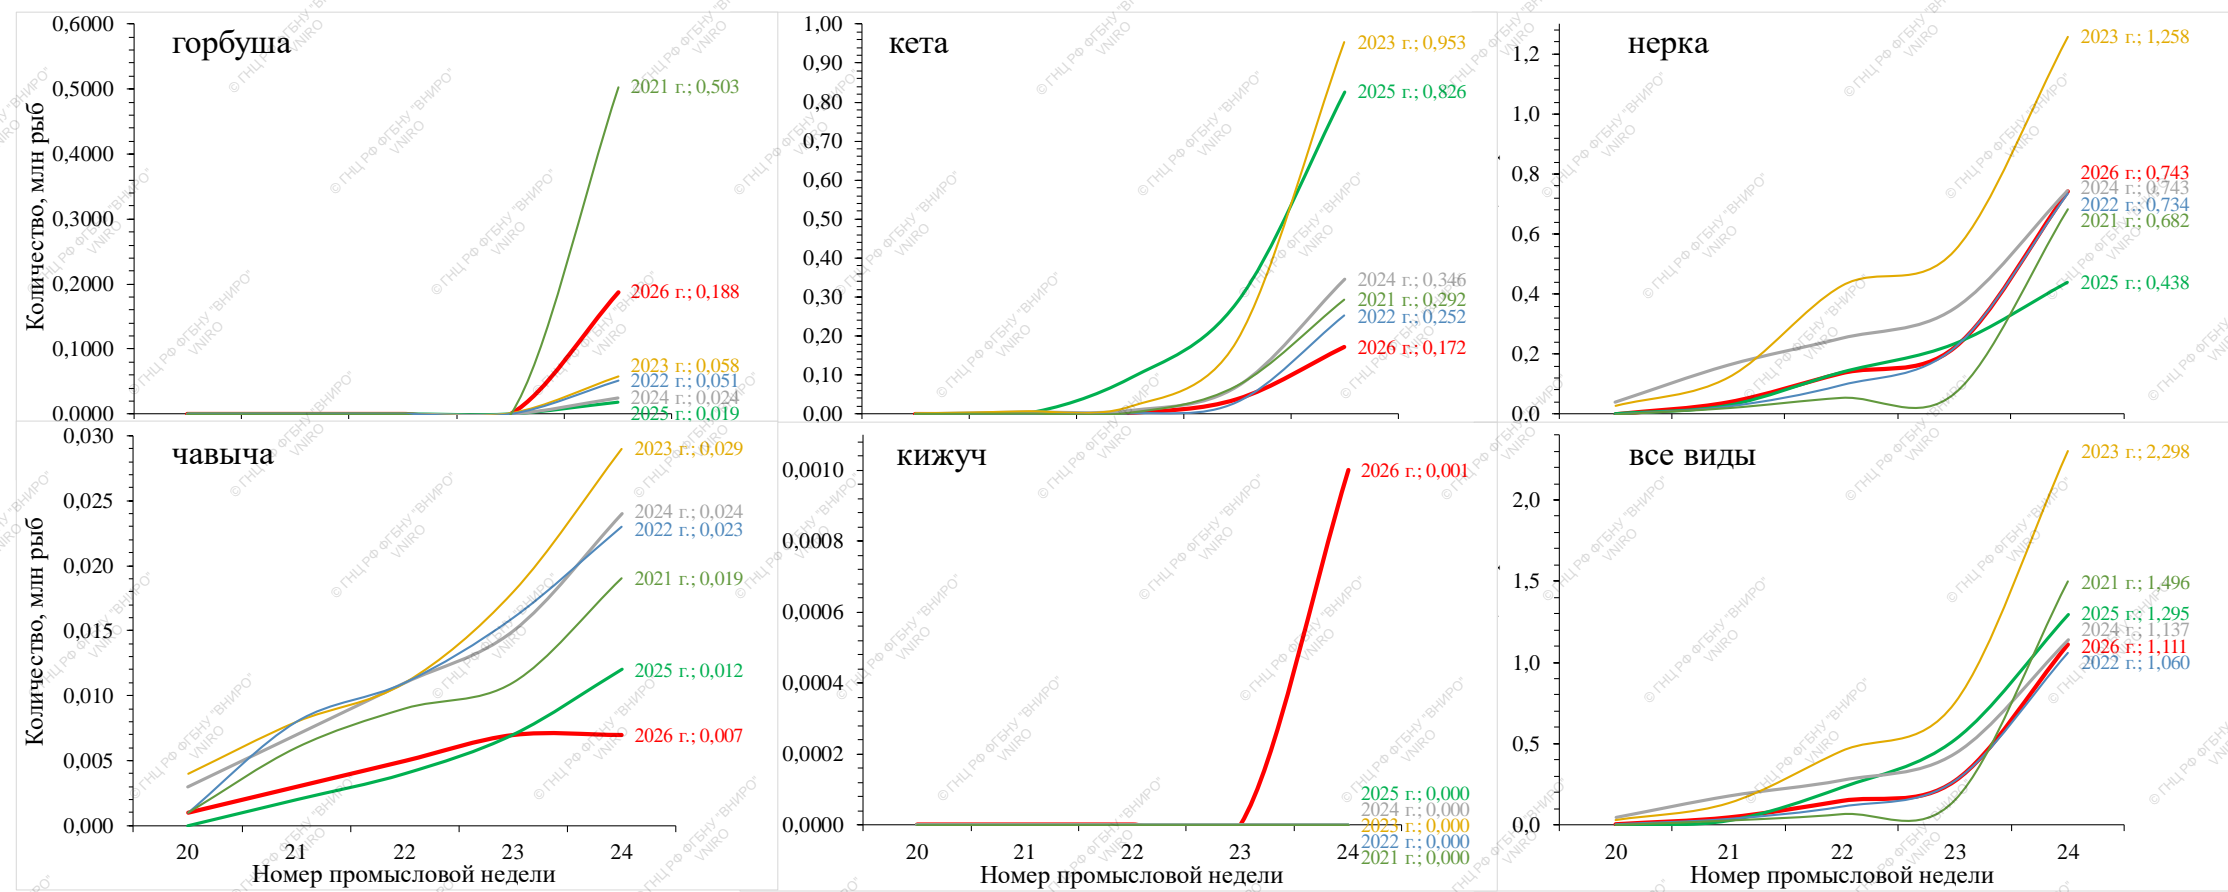 горбуша
Количество, млн рыб
0,6000
0,5000
0,4000
0,3000
0,2000
0,1000
0,0000
2021 г.; 0,503
2026 г.; 0,188
2023 г.; 0,058
2022 г.; 0,051
2024 г.; 0,024
2025 г.; 0,019
кета
1,00
0,90
0,80
0,70
0,60
0,50
0,40
0,30
0,20
0,10
0,00
2023 г.; 0,953
2025 г.; 0,826
2024 г.; 0,346
2021 г.; 0,292
2022 г.; 0,252
2026 г.; 0,172
нерка
1,2
1,0
0,8
0,6
0,4
0,2
0,0
2023 г.; 1,258
2026 г.; 0,743
2024 г.; 0,743
2022 г.; 0,734
2021 г.; 0,682
2025 г.; 0,438
чавыча
Количество, млн рыб
0,030
0,025
0,020
0,015
0,010
0,005
0,000
2023 г.; 0,029
2024 г.; 0,024
2022 г.; 0,023
2021 г.; 0,019
2025 г.; 0,012
2026 г.; 0,007
20 21 22 23 24
Номер промысловой недели
кижуч
0,0010
0,0008
0,0006
0,0004
0,0002
0,0000
2026 г.; 0,001
2025 г.; 0,000
2024 г.; 0,000
2023 г.; 0,000
2022 г.; 0,000
2021 г.; 0,000
20 21 22 23 24
Номер промысловой недели
все виды
2,0
1,5
1,0
0,5
0,0
2023 г.; 2,298
2021 г.; 1,496
2025 г.; 1,295
2024 г.; 1,137
2026 г.; 1,111
2022 г.; 1,060
20 21 22 23 24
Номер промысловой недели
© ГНЦ РФ ФГБНУ "ВНИРО"
VNIRO